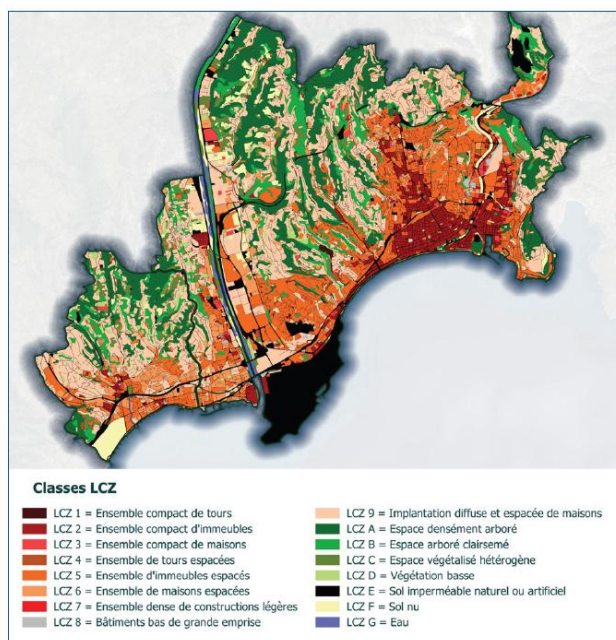 Classes LCZ
LCZ 1 = Ensemble compact de tours
LCZ 2 = Ensemble compact d'immeubles
LCZ 3 = Ensemble compact de maisons
LCZ 4 = Ensemble de tours espacées
LCZ 5 = Ensemble d'immeubles espacés
LCZ 6 = Ensemble de maisons espacées
LCZ 7 = Ensemble dense de constructions légères
LCZ 8 = Bâtiments bas de grande emprise
LCZ 9 = Implantation diffuse et espacée de maisons
LCZ A = Espace densément arboré
LCZ B = Espace arboré clairsemé
LCZ C = Espace végétalisé hétérogène
LCZ D = Végétation basse
LCZ E = Sol imperméable naturel ou artificiel
LCZ F = Sol nu
LCZ G = Eau